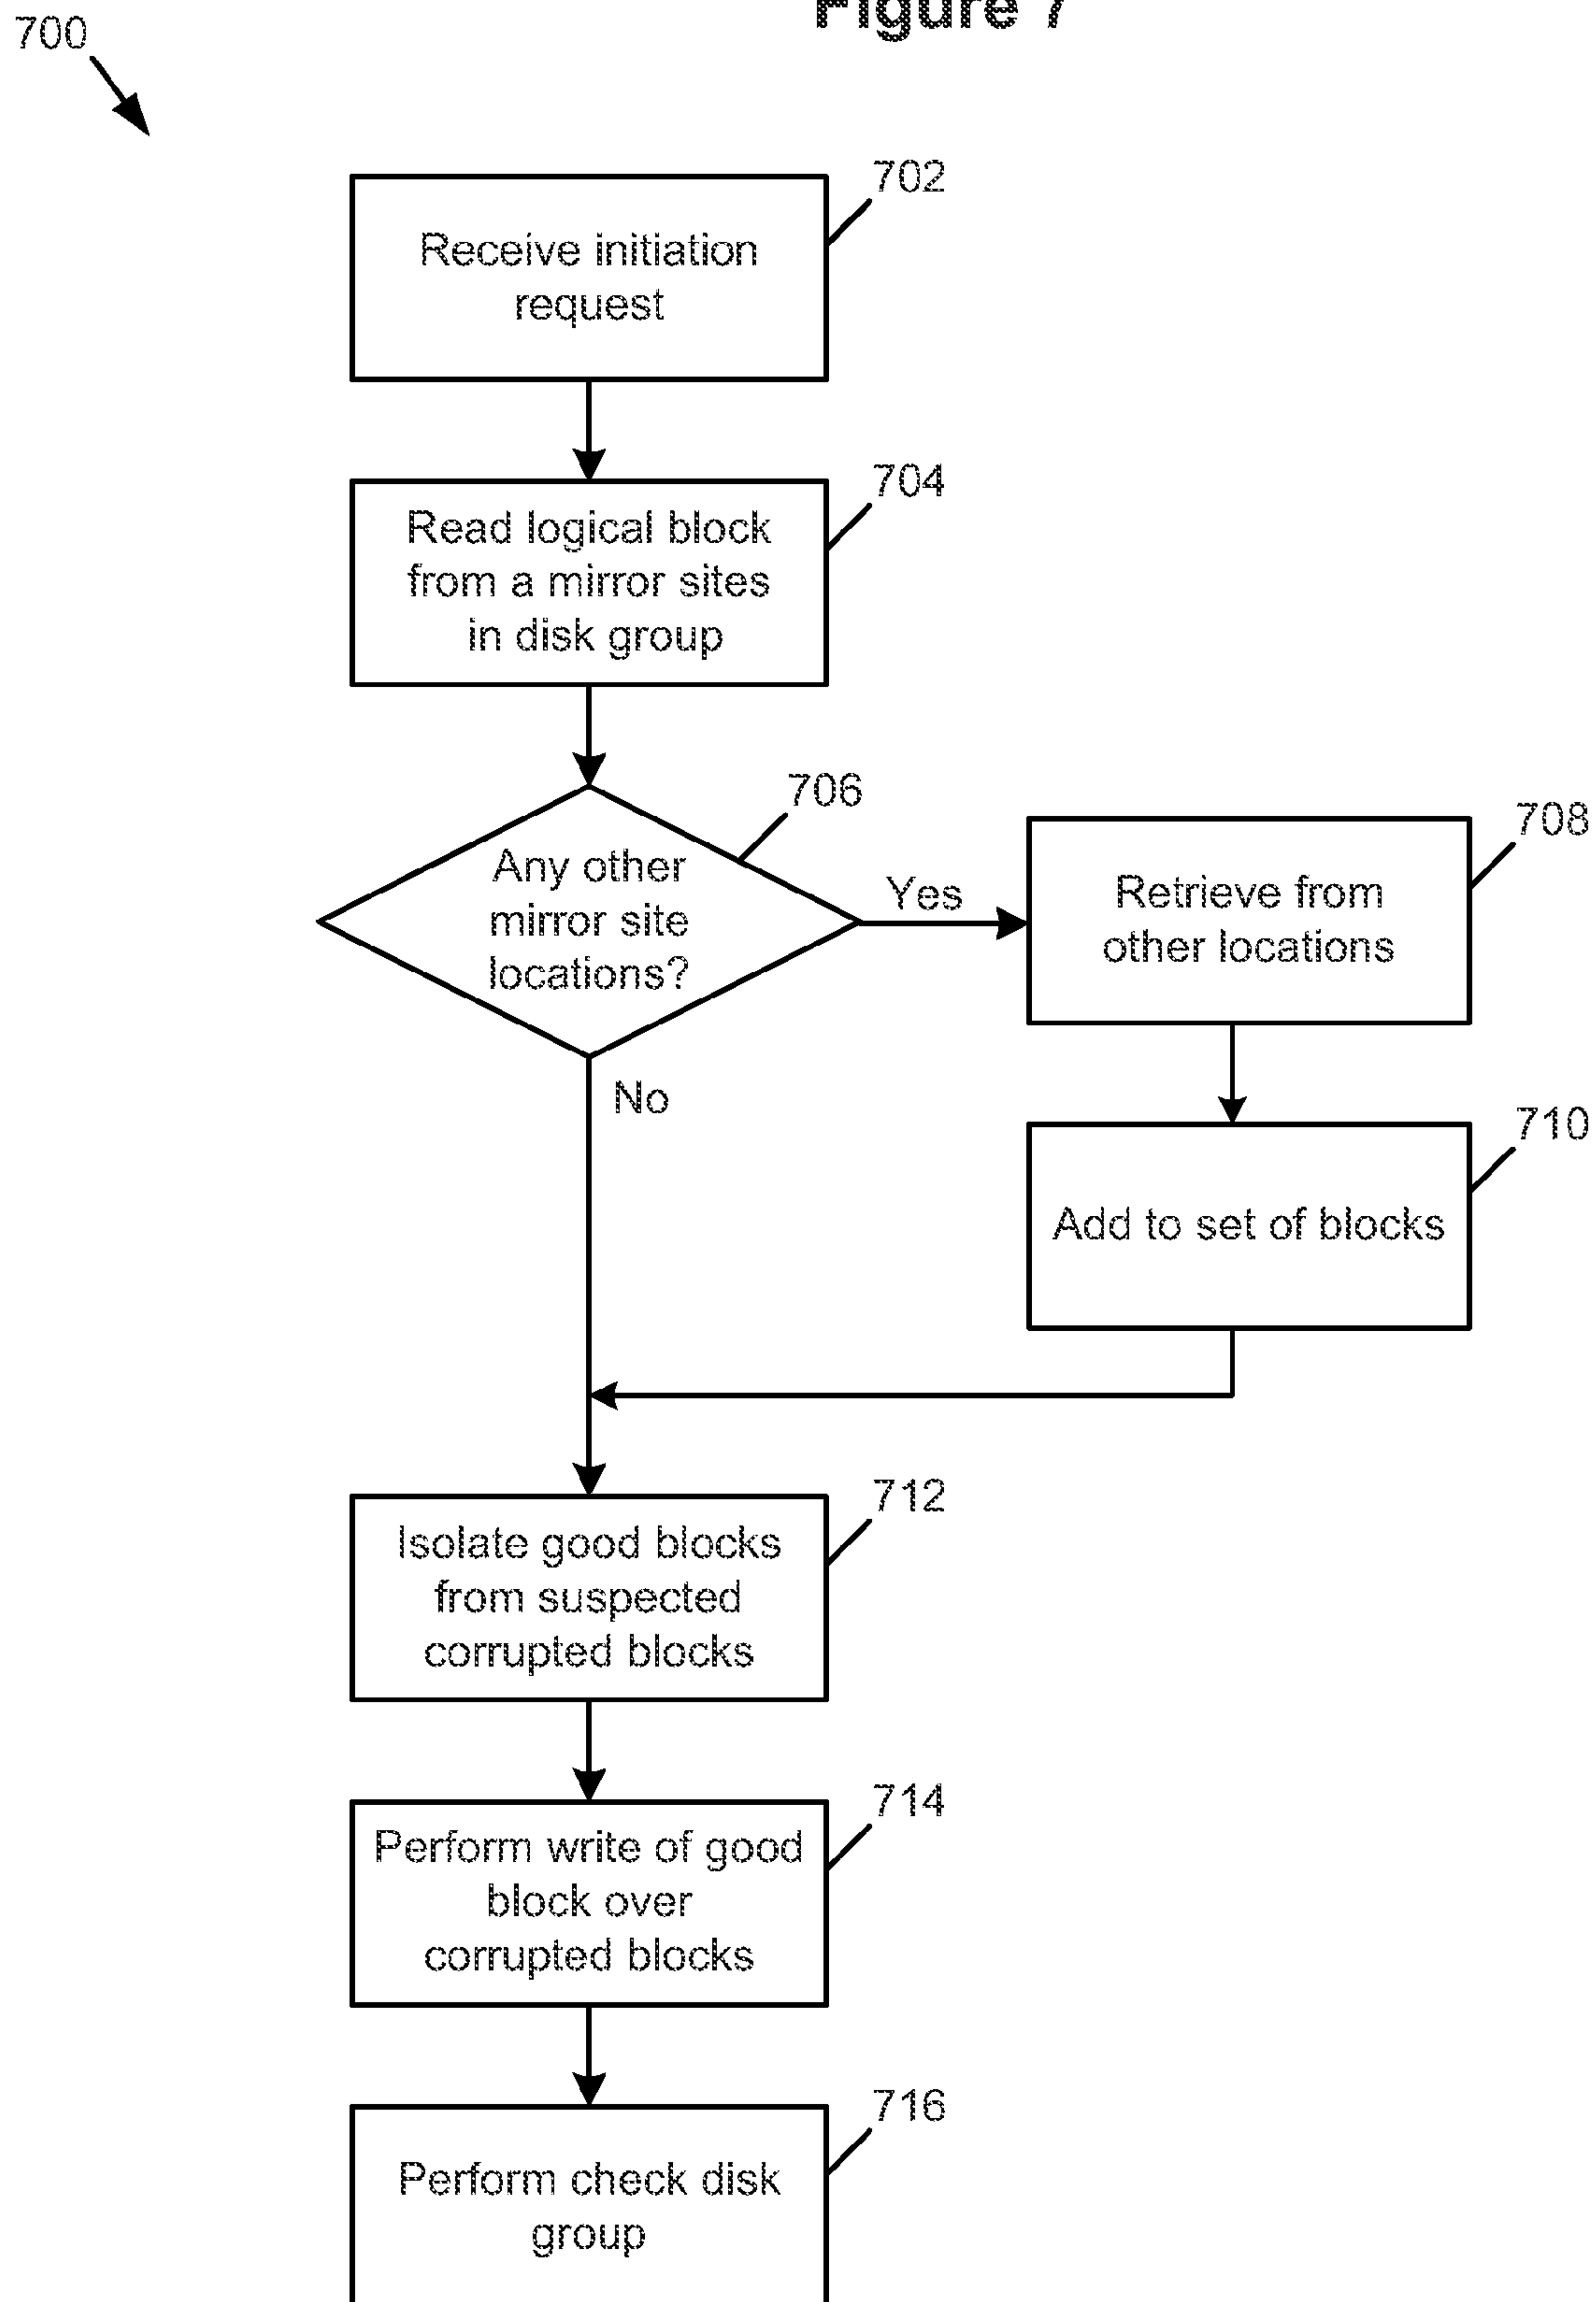 Figure 7
700
702
Receive initiation
request
704
Read logical block
from a mirror sites
in disk group
706
Any other
mirror site
locations?
Yes
708
Retrieve from
other locations
No
710
Add to set of blocks
712
Isolate good blocks
from suspected
corrupted blocks
714
Perform write of good
block over
corrupted blocks
716
Perform check disk
group